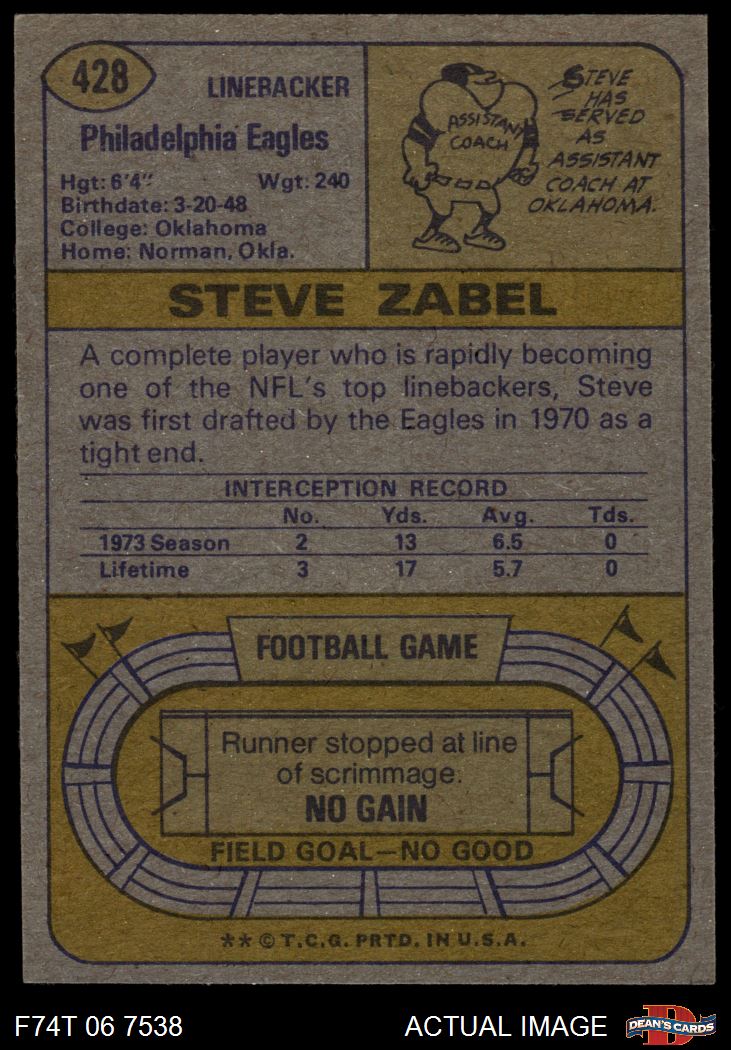 428
LINEBACKER
Philadelphia Eagles
Hgt: 6'4" Wgt: 240
Birthdate: 3-20-48
College: Oklahoma
Home: Norman, Okla.
ASSISTANT
COACH
STEVE
HAS
SERVED
AS
ASSISTANT
COACH AT
OKLAHOMA.
STEVE ZABEL
A complete player who is rapidly becoming
one of the NFL's top linebackers, Steve
was first drafted by the Eagles in 1970 as a
tight end.
INTERCEPTION RECORD
No. Yds. Avg. Tds.
1973 Season 2 13 6.5 0
Lifetime 3 17 5.7 0
FOOTBALL GAME
Runner stopped at line
of scrimmage.
NO GAIN
FIELD GOAL—NO GOOD
** © T.C.G. PRTD. IN U.S.A.
F74T 06 7538 ACTUAL IMAGE
DEAN'S CARDS